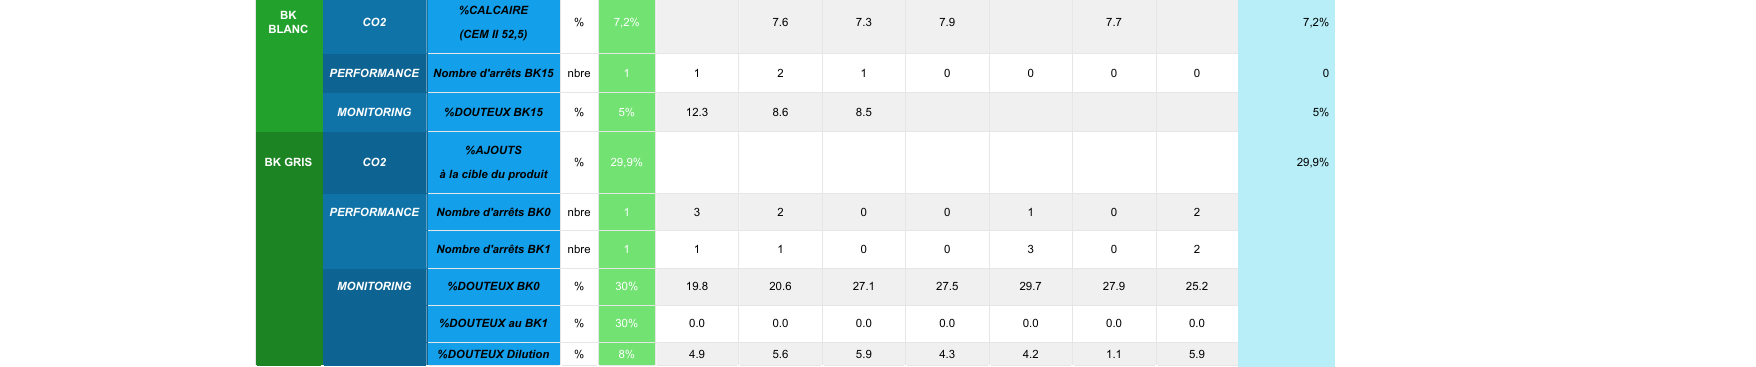 BK BLANC CO2 %CALCAIRE (CEM II 52,5) % 7,2% 7.6 7.3 7.9 7.7 7,2%
PERFORMANCE Nombre d'arrêts BK15 nbre 1 1 2 1 0 0 0 0 0
MONITORING %DOUTEUX BK15 % 5% 12.3 8.6 8.5 5%
BK GRIS CO2 %AJOUTS à la cible du produit % 29,9% 29,9%
PERFORMANCE Nombre d'arrêts BK0 nbre 1 3 2 0 0 1 0 2
Nombre d'arrêts BK1 nbre 1 1 1 0 0 3 0 2
MONITORING %DOUTEUX BK0 % 30% 19.8 20.6 27.1 27.5 29.7 27.9 25.2
%DOUTEUX au BK1 % 30% 0.0 0.0 0.0 0.0 0.0 0.0 0.0
%DOUTEUX Dilution % 8% 4.9 5.6 5.9 4.3 4.2 1.1 5.9